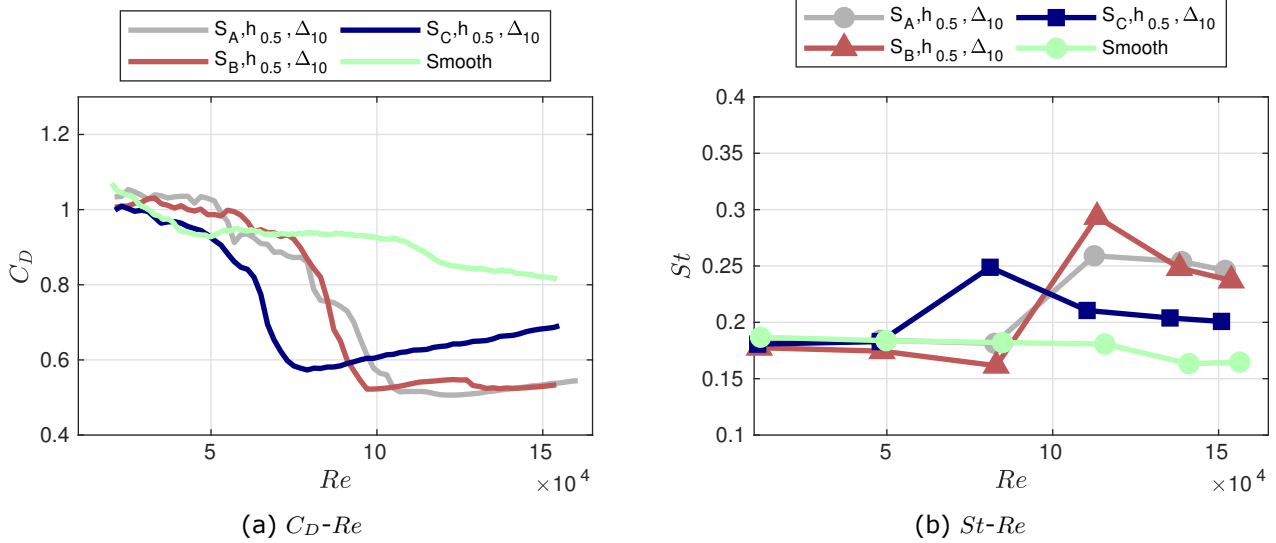 S_A,h_0.5,Δ_10
S_B,h_0.5,Δ_10
S_C,h_0.5,Δ_10
Smooth
1.2
1
0.8
0.6
0.4
C_D
5
10
15
×10^4
Re
(a) C_D-Re
S_A,h_0.5,Δ_10
S_B,h_0.5,Δ_10
S_C,h_0.5,Δ_10
Smooth
0.4
0.35
0.3
0.25
0.2
0.15
0.1
St
5
10
15
×10^4
Re
(b) St-Re